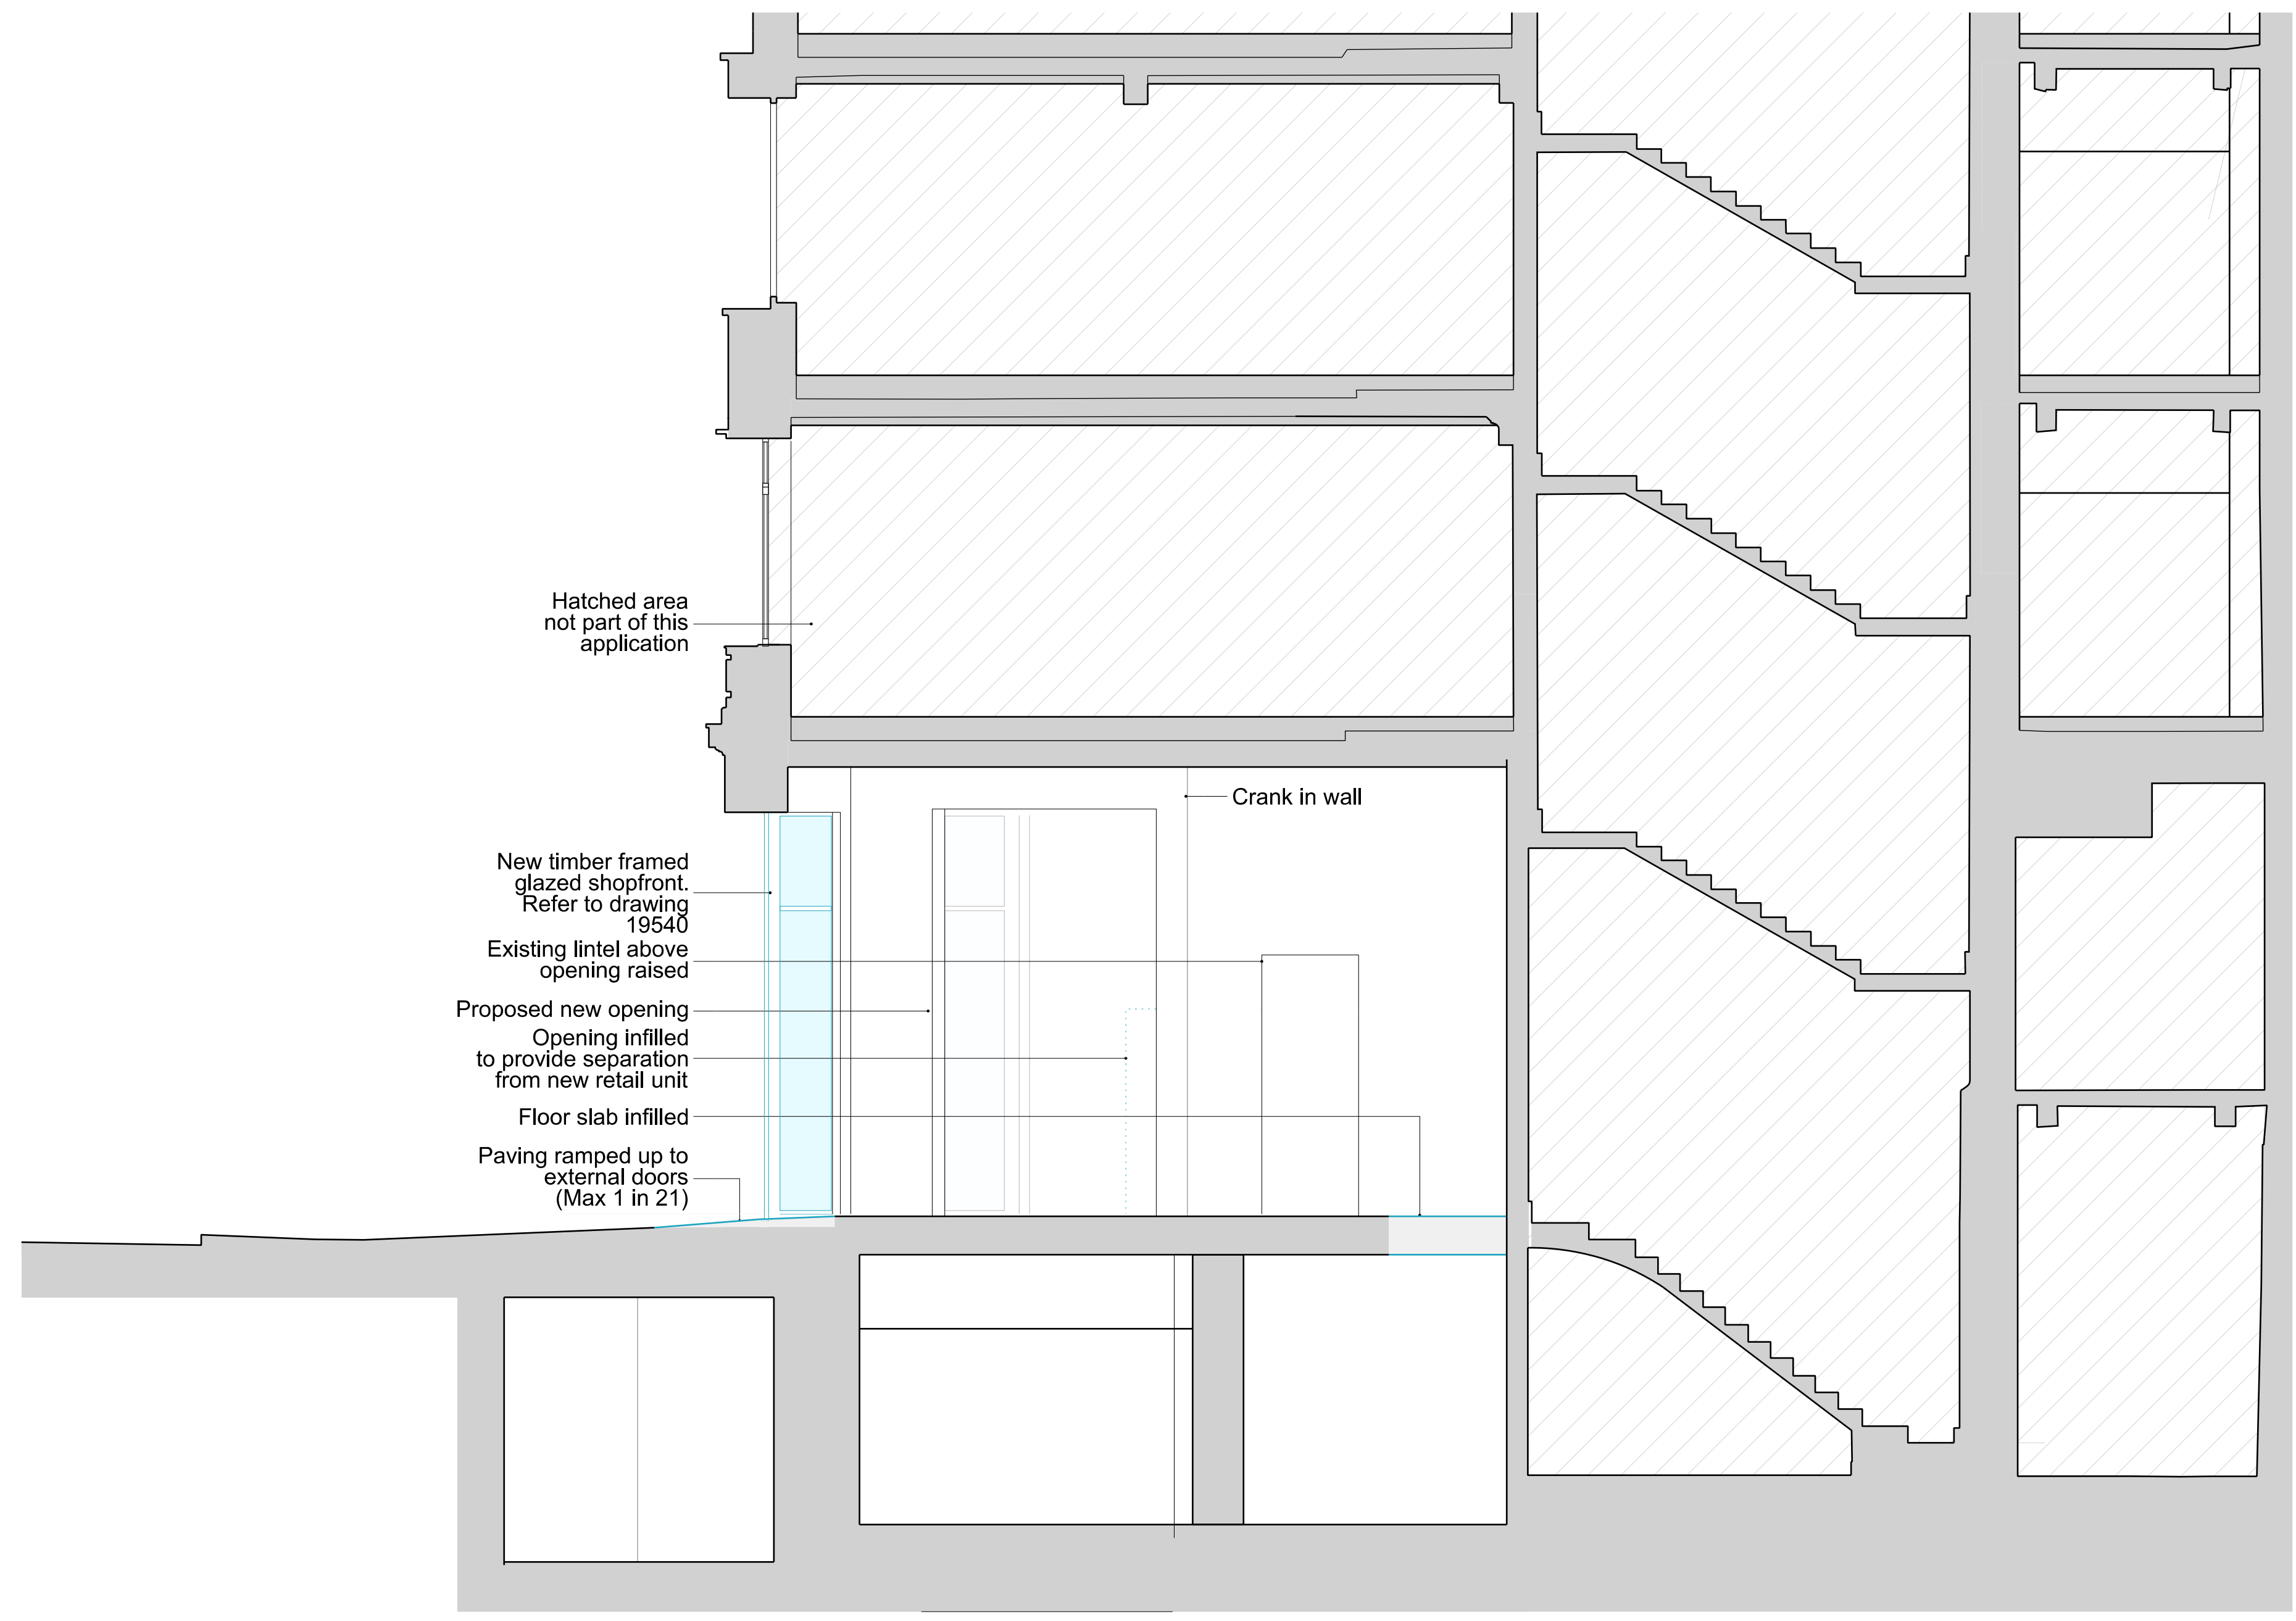 Hatched area
not part of this
application
Crank in wall
New timber framed
glazed shopfront.
Refer to drawing
19540
Existing lintel above
opening raised
Proposed new opening
Opening infilled
to provide separation
from new retail unit
Floor slab infilled
Paving ramped up to
external doors
(Max 1 in 21)